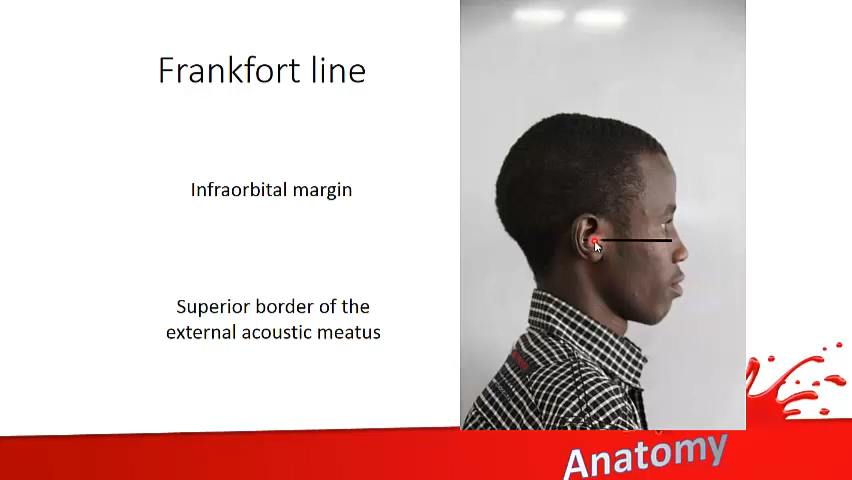 Frankfort line
Infraorbital margin
Superior border of the
external acoustic meatus
Anatomy